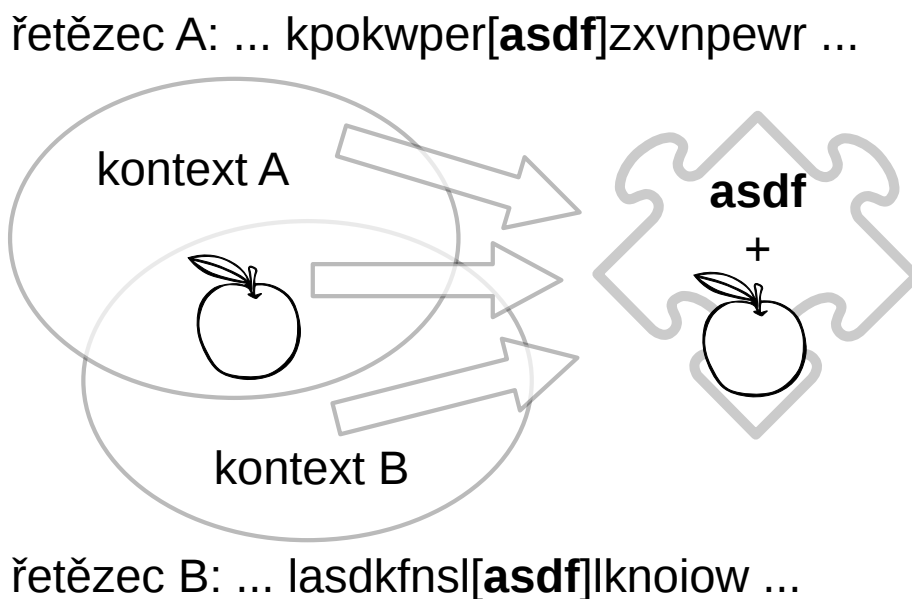 řetězec A: ... kpokwper[asdf]zxvnpewr ...
kontext A
asdf
+
kontext B
řetězec B: ... lasdkfnsl[asdf]lknoiow ...